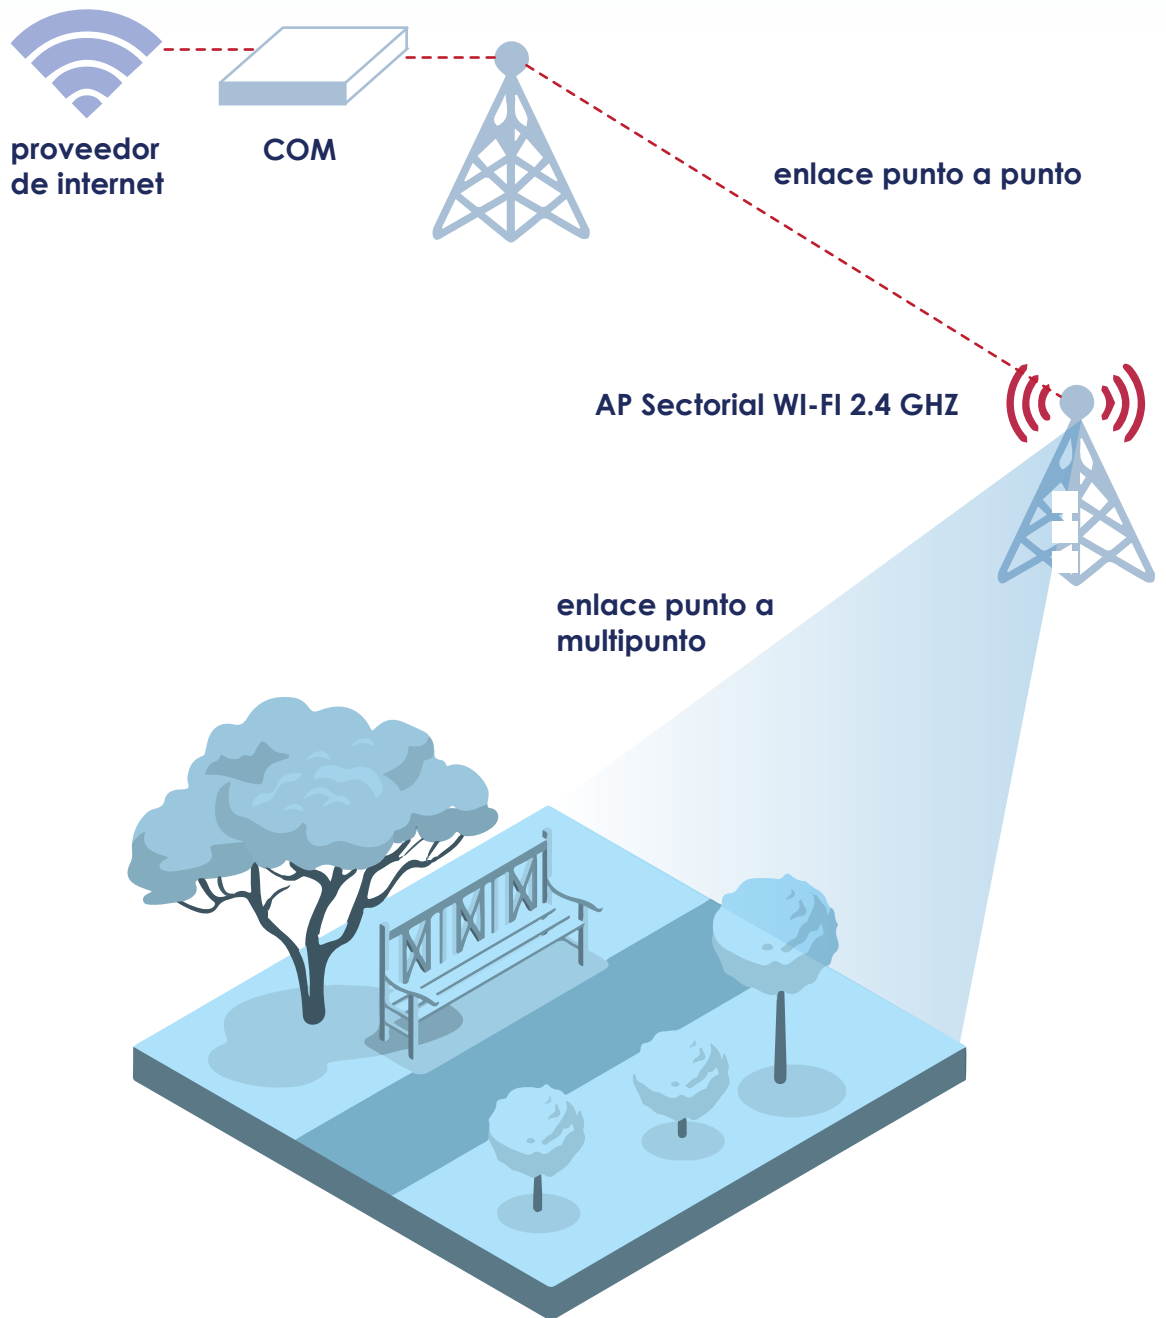 proveedor
de internet
COM
enlace punto a punto
AP Sectorial WI-FI 2.4 GHZ
enlace punto a
multipunto